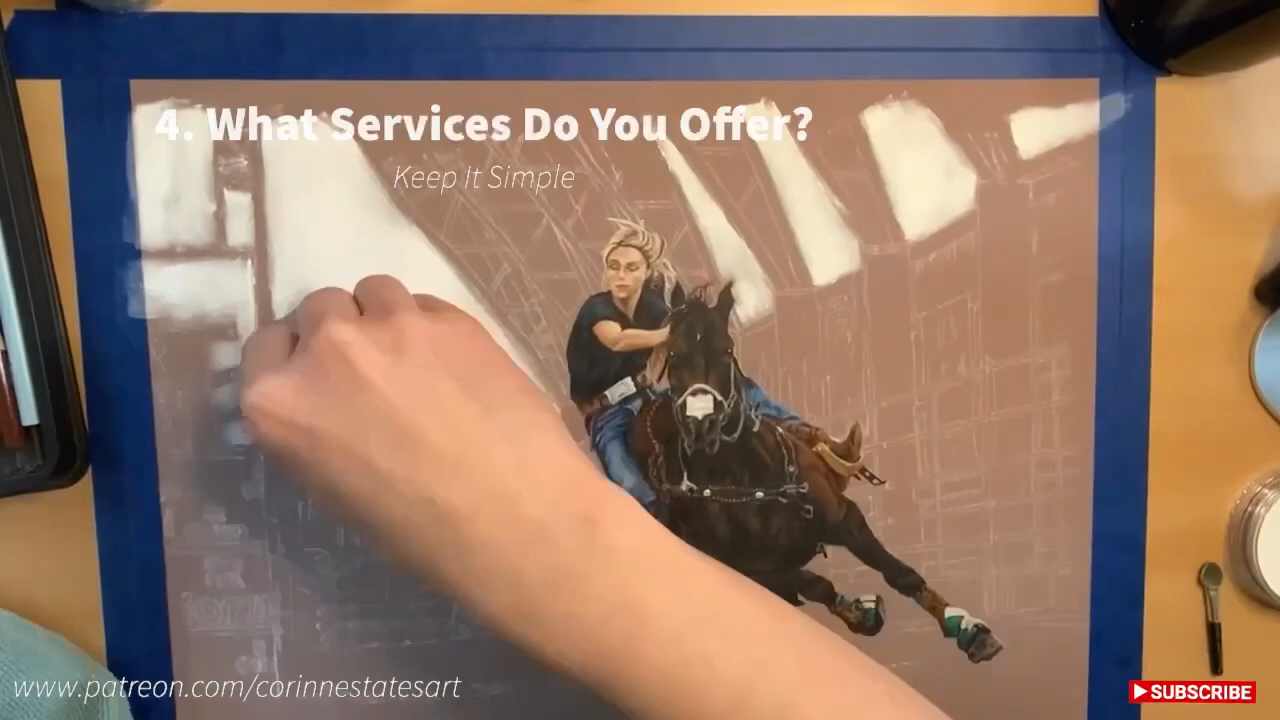 4. What Services Do You Offer?
Keep It Simple
www.patreon.com/corinnestatesart
SUBSCRIBE